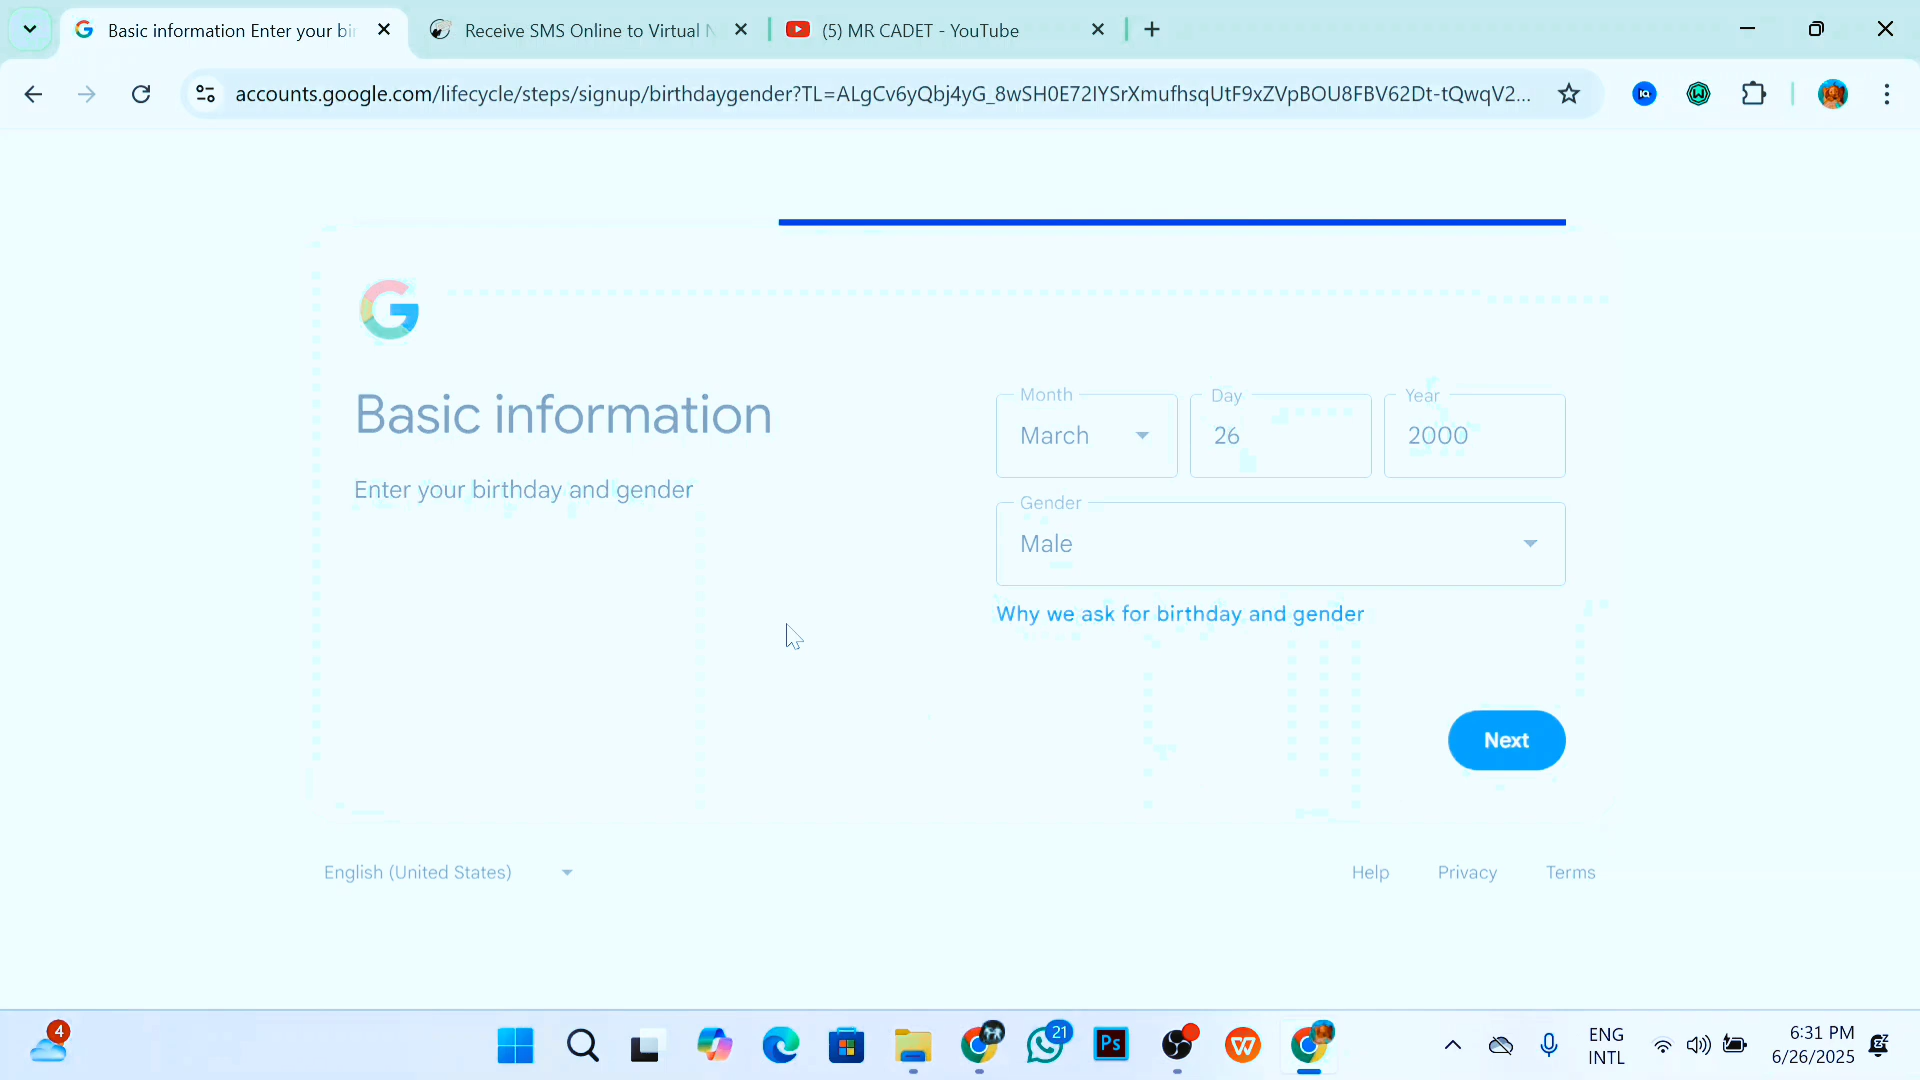 Basic information Enter your bir
Receive SMS Online to Virtual N
(5) MR CADET - YouTube
accounts.google.com/lifecycle/steps/signup/birthdaygender?TL=ALgCv6yQbj4yG_8wSH0E72IYSrXmufhsqUtF9xZVpBOU8FBV62Dt-tQwqV2...
Basic information
Enter your birthday and gender
Month
Day
Year
March
26
2000
Gender
Male
Why we ask for birthday and gender
Next
English (United States)
Help
Privacy
Terms
4
21
Ps
ENG
INTL
6:31 PM
6/26/2025